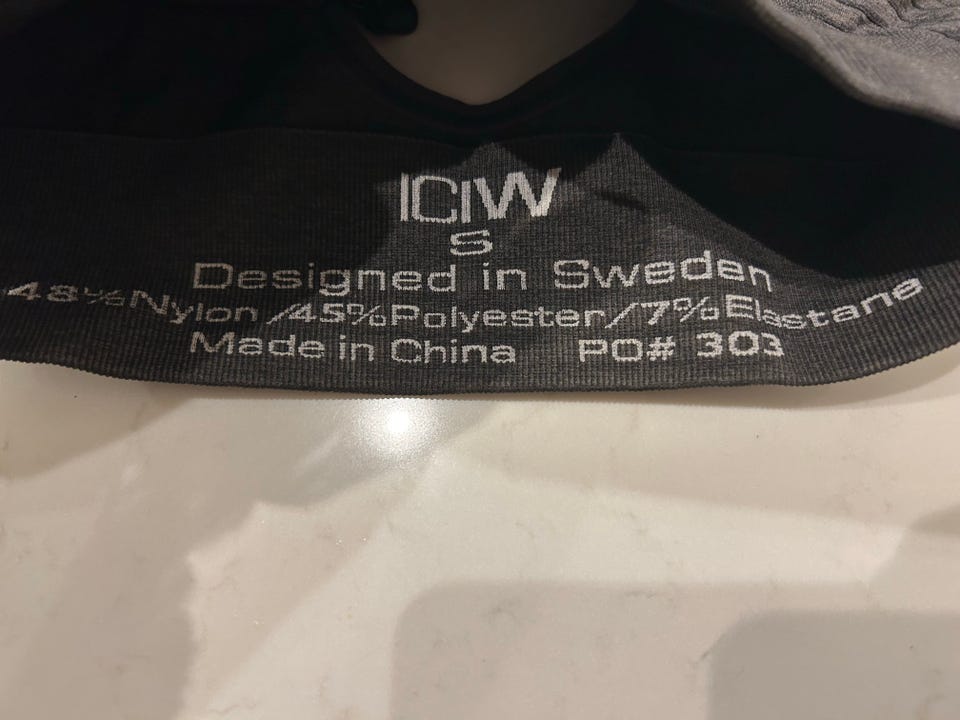 ICIW
S
Designed in Sweden
48%Nylon/45%Polyester/7%Elastane
Made in China PO# 303